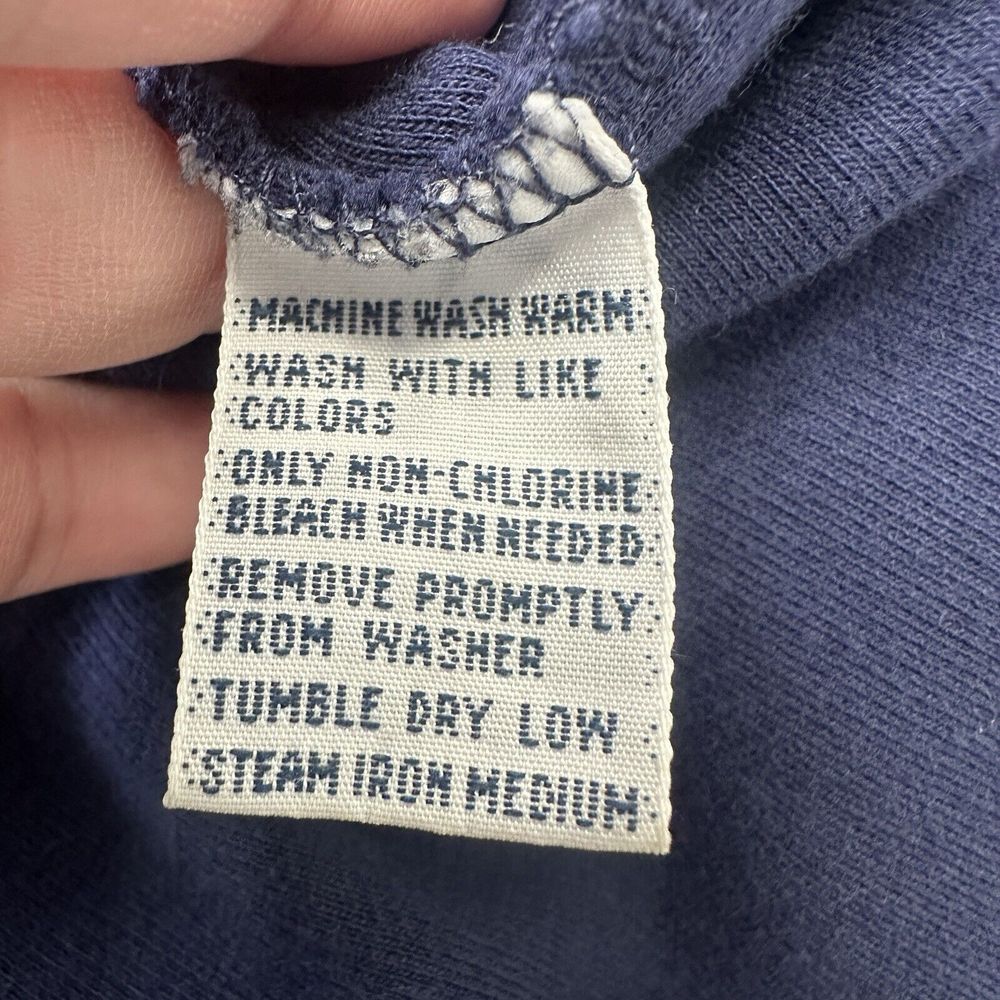 MACHINE WASH WARM
WASH WITH LIKE
COLORS
ONLY NON-CHLORINE
BLEACH WHEN NEEDED
REMOVE PROMPTLY
FROM WASHER
TUMBLE DRY LOW
STEAM IRON MEDIUM